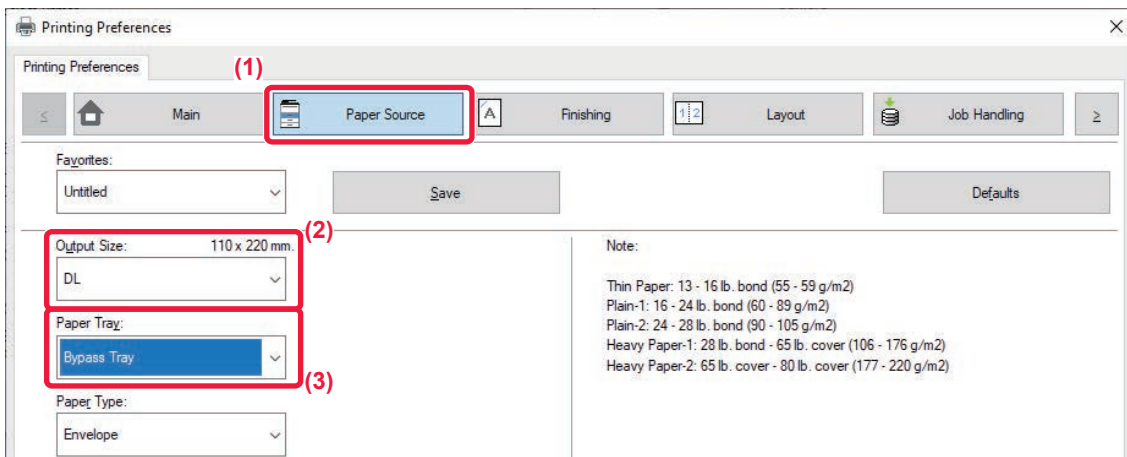 Printing Preferences
Printing Preferences
(1)
≤ Main Paper Source A Finishing 1 2 Layout Job Handling ≥
Favorites:
Untitled Save Defaults
(2)
Output Size: 110 x 220 mm.
DL
Paper Tray:
Bypass Tray
(3)
Paper Type:
Envelope
Note:
Thin Paper: 13 - 16 lb. bond (55 - 59 g/m2)
Plain-1: 16 - 24 lb. bond (60 - 89 g/m2)
Plain-2: 24 - 28 lb. bond (90 - 105 g/m2)
Heavy Paper-1: 28 lb. bond - 65 lb. cover (106 - 176 g/m2)
Heavy Paper-2: 65 lb. cover - 80 lb. cover (177 - 220 g/m2)